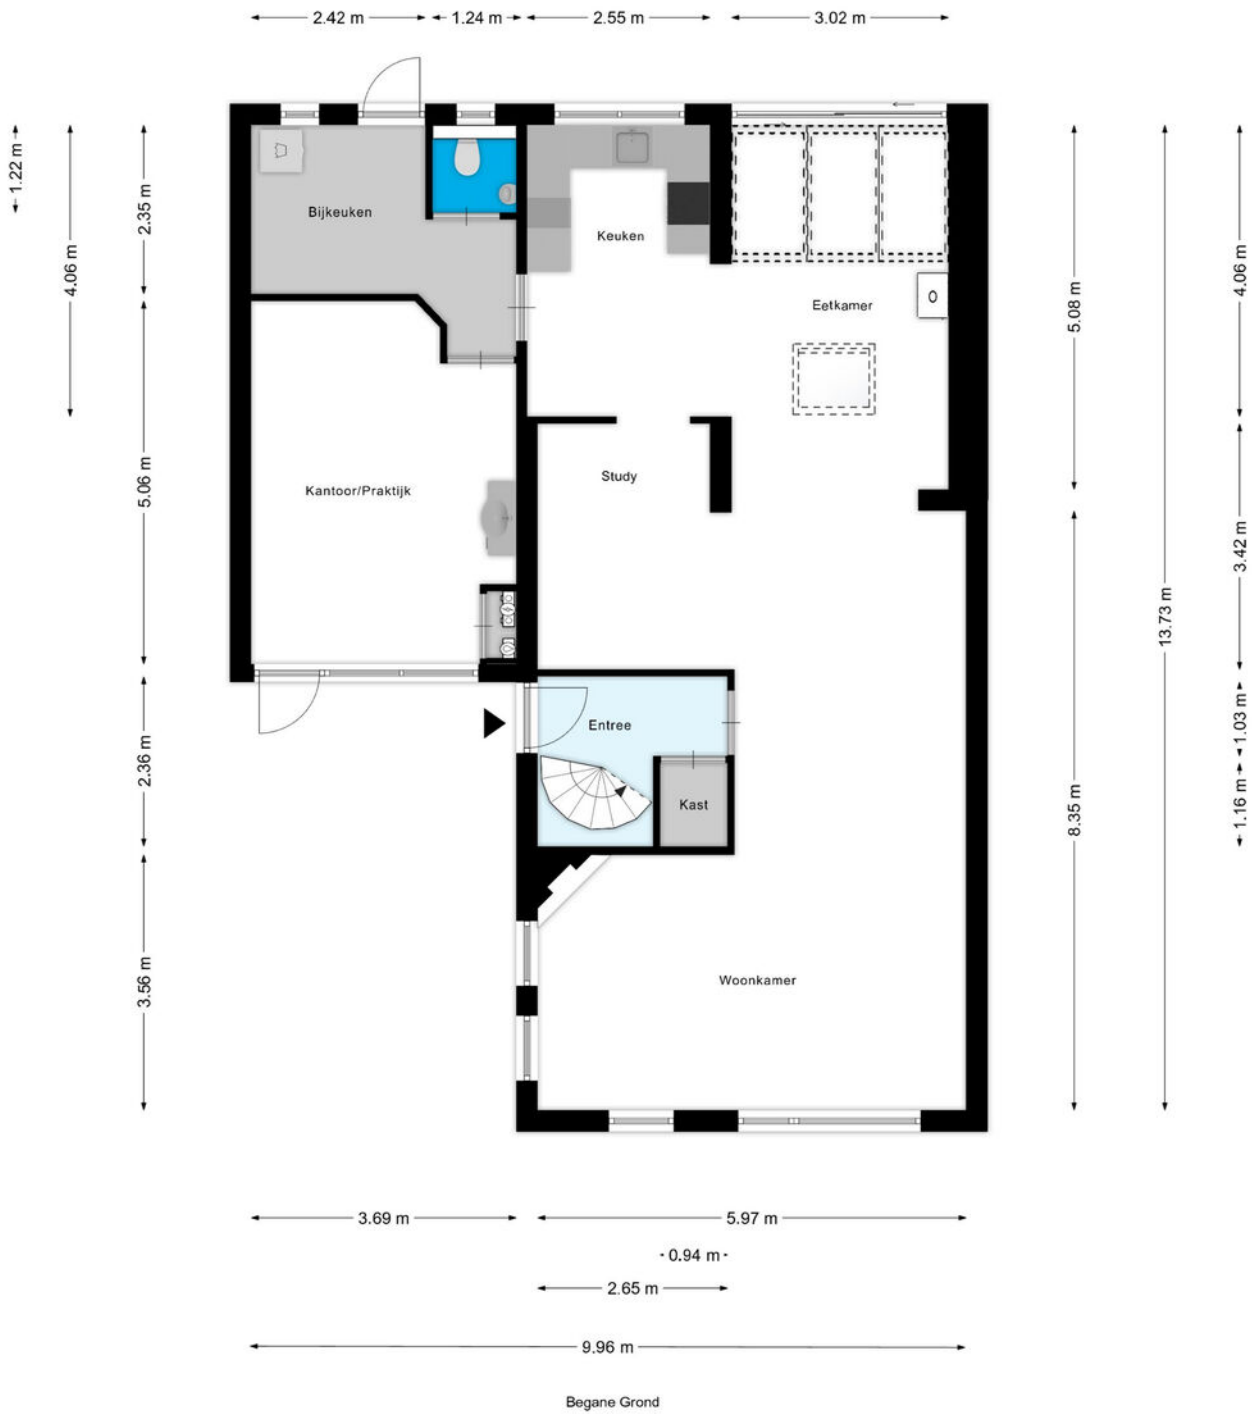 2.42 m 1.24 m 2.55 m 3.02 m
1.22 m
4.06 m
2.35 m
5.06 m
2.36 m
3.56 m
Bijkeuken
Keuken
Eetkamer
Kantoor/Praktijk
Study
Entree
Kast
Woonkamer
5.08 m
8.35 m
13.73 m
4.06 m
3.42 m
1.03 m
1.16 m
3.69 m 5.97 m
0.94 m
2.65 m
9.96 m
Begane Grond